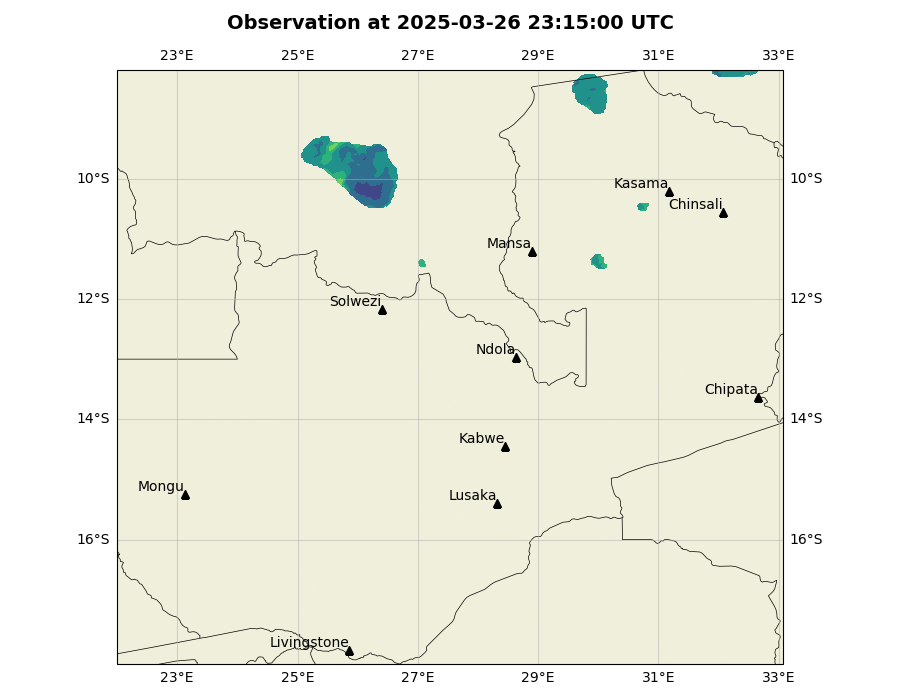 Observation at 2025-03-26 23:15:00 UTC
23°E 25°E 27°E 29°E 31°E 33°E
10°S 10°S
Kasama
Chinsali
Mansa
12°S 12°S
Solwezi
Ndola
Chipata
14°S 14°S
Kabwe
Mongu
Lusaka
16°S 16°S
Livingstone
23°E 25°E 27°E 29°E 31°E 33°E